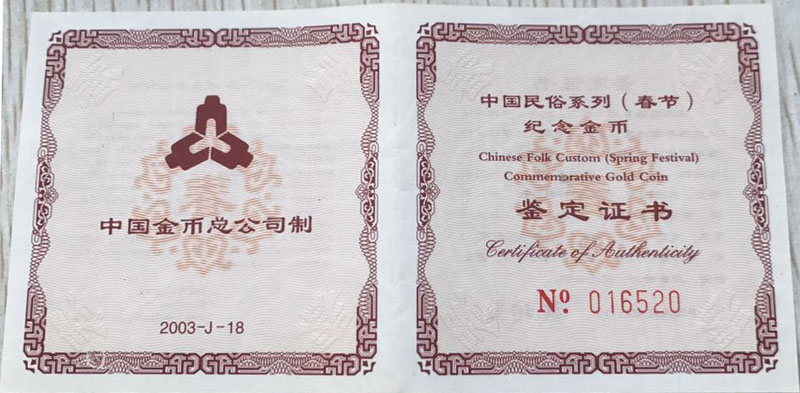 中国金币总公司制
2003-J-18
中国民俗系列（春节）
纪念金币
Chinese Folk Custom (Spring Festival)
Commemorative Gold Coin
鉴定证书
Certificate of Authenticity
Nº 016520